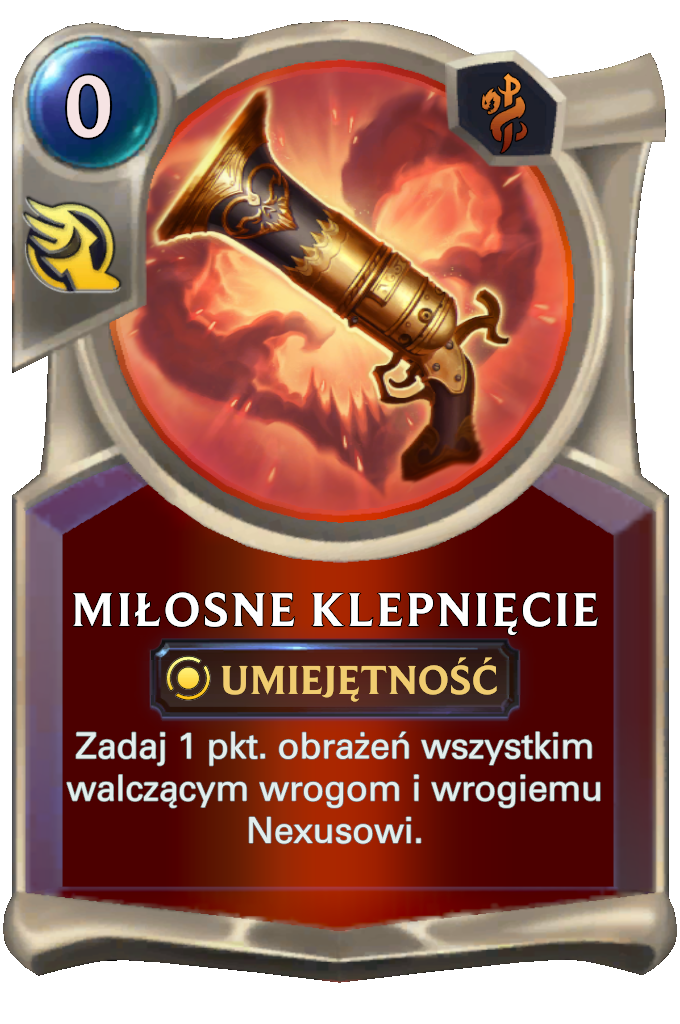 0
MIŁOSNE KLEPNIĘCIE
UMIEJĘTNOŚĆ
Zadaj 1 pkt. obrażeń wszystkim
walczącym wrogom i wrogiemu
Nexusowi.